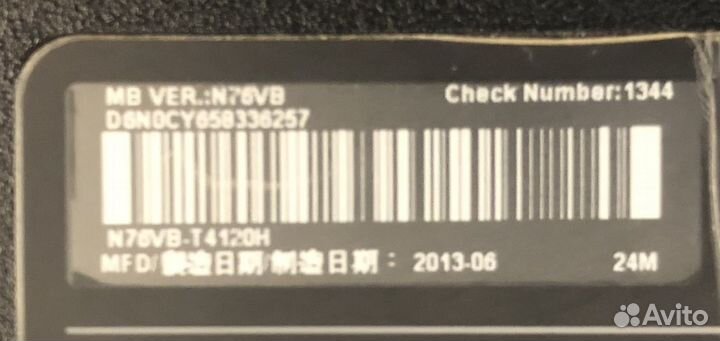 MB VER.:N76VB
Check Number:1344
D6N0CY658336257
N76VB-T4120H
MFD/製造日期/制造日期： 2013-06 24M
Avito